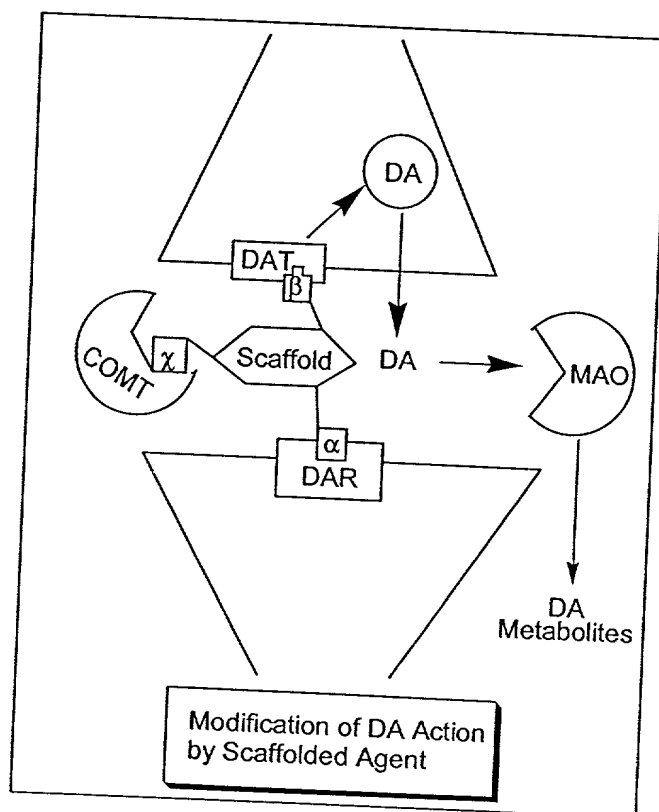 DA
DAT
β
COMT
χ
Scaffold
DA
MAO
α
DAR
DA
Metabolites
Modification of DA Action
by Scaffolded Agent